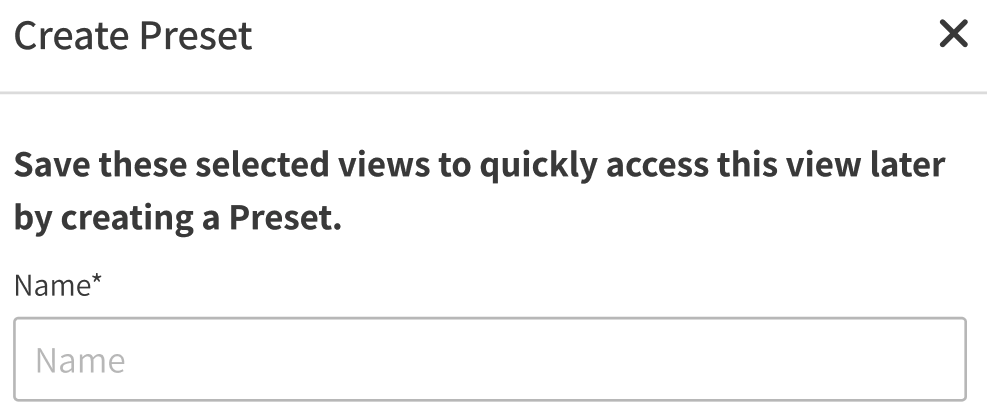 Create Preset
Save these selected views to quickly access this view later
by creating a Preset.
Name*
Name